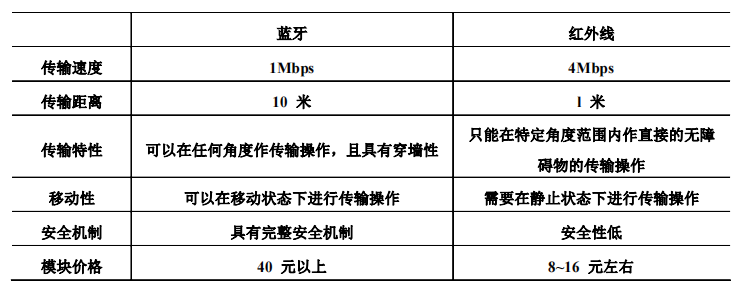 蓝牙 红外线
传输速度 1Mbps 4Mbps
传输距离 10 米 1 米
传输特性 可以在任何角度作传输操作，且具有穿墙性 只能在特定角度范围内作直接的无障
碍物的传输操作
移动性 可以在移动状态下进行传输操作 需要在静止状态下进行传输操作
安全机制 具有完整安全机制 安全性低
模块价格 40 元以上 8~16 元左右